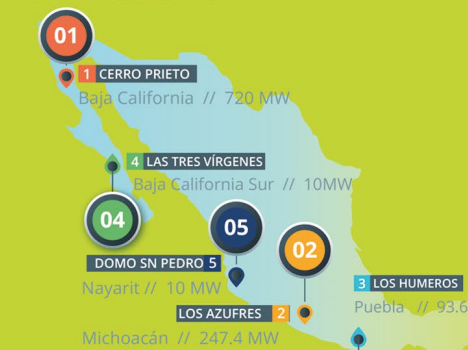 01
1 CERRO PRIETO
Baja California // 720 MW
4 LAS TRES VÍRGENES
Baja California Sur // 10MW
04
05
02
DOMO SN PEDRO 5
Nayarit // 10 MW
3 LOS HUMEROS
Puebla // 93.6
LOS AZUFRES 2
Michoacán // 247.4 MW